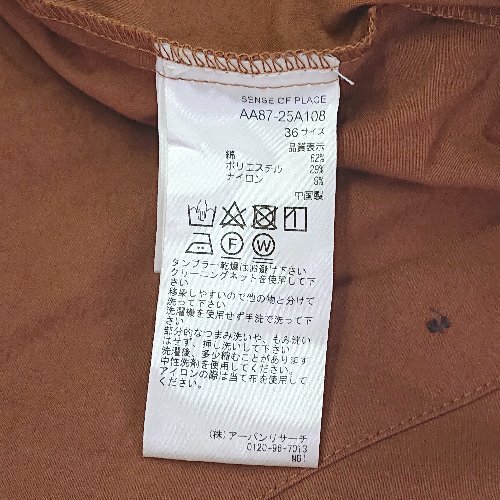 SENSE OF PLACE
AA87-25A108
36サイズ
品質表示
綿 62%
ポリエステル 29%
ナイロン 9%
中国製
F W
タンブラー乾燥はお避け下さい
クリーニングネットを使用して下
さい
移染しやすいので他の物と分けて
洗って下さい
洗濯機を使用せず手洗で洗って下
さい
部分的なつまみ洗いや、もみ洗い
はせず、押し洗いして下さい
洗濯後、多少縮むことがあります
中性洗剤を使用してください
アイロンの際は当て布を使用して
ください。
(株) アーバンリサーチ
0120-98-7013
NG1